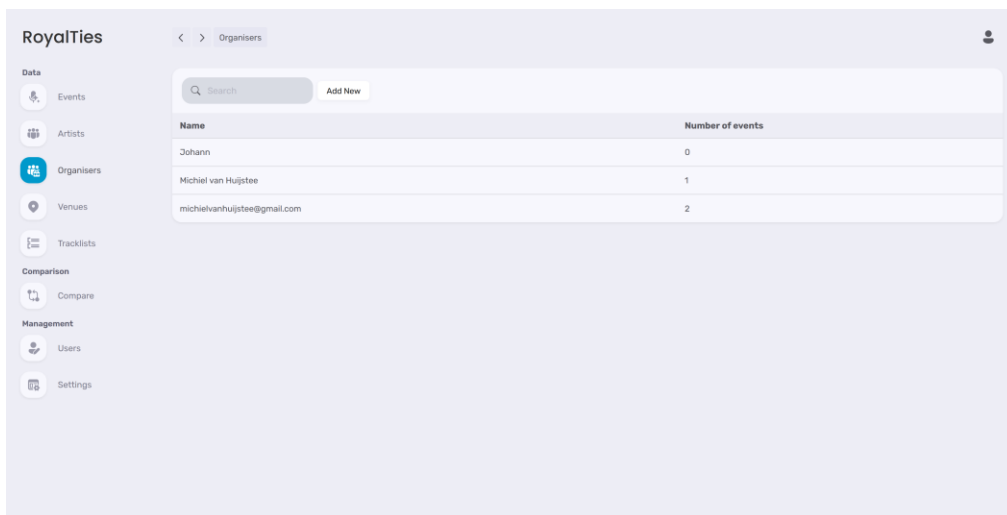 RoyalTies
Organisers
Data
Events
Artists
Organisers
Venues
Tracklists
Comparison
Compare
Management
Users
Settings
Search
Add New
Name Number of events
Johann 0
Michiel van Huijstee 1
michielvanhuijstee@gmail.com 2